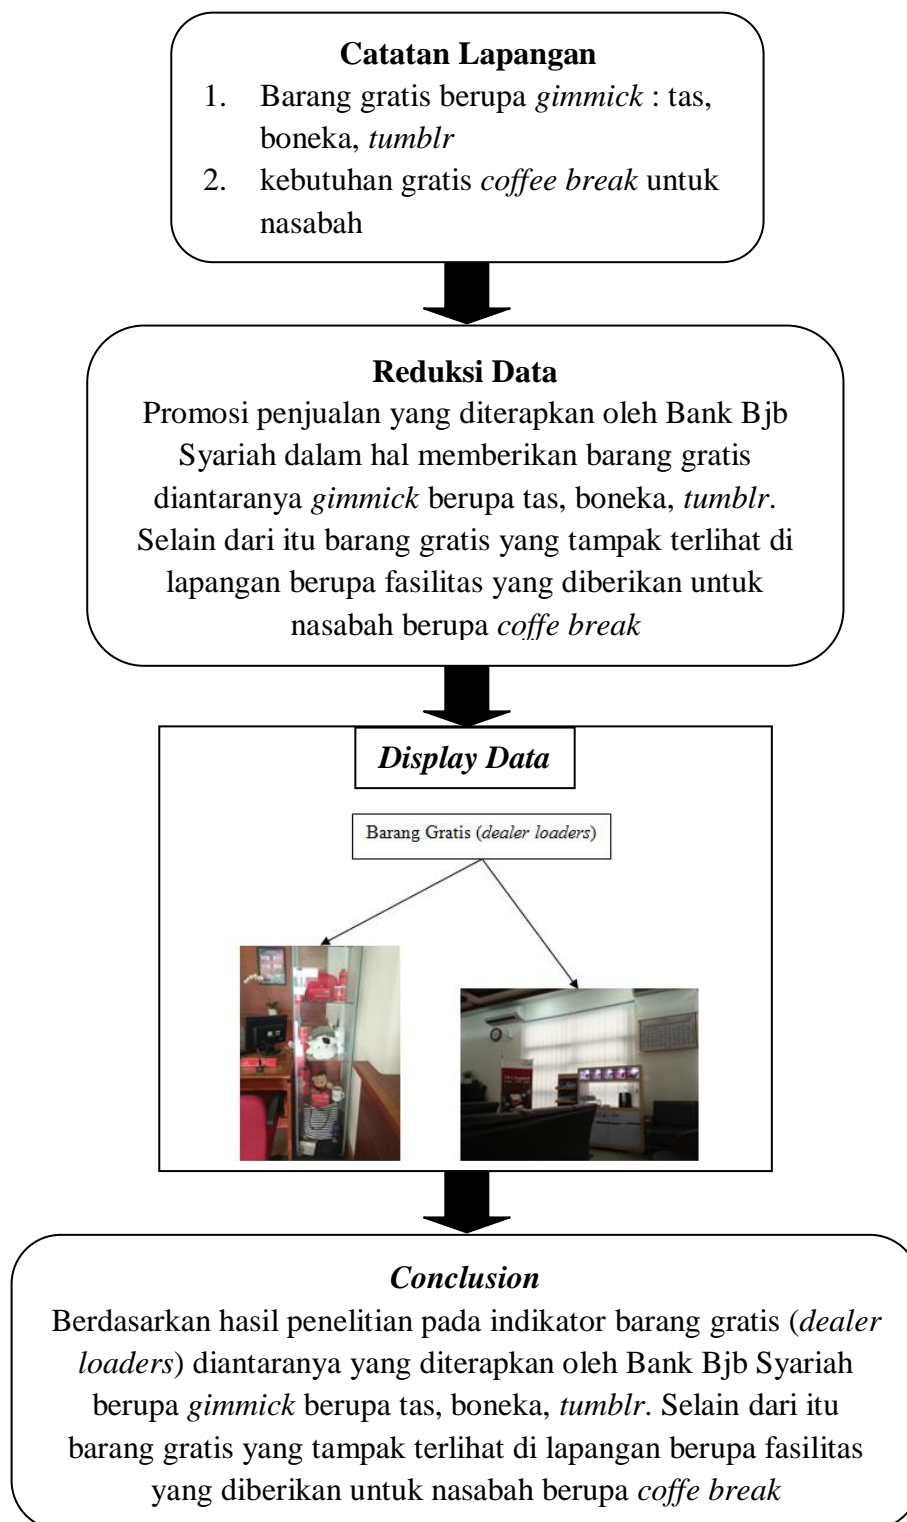 Catatan Lapangan
1. Barang gratis berupa gimmick : tas,
boneka, tumblr
2. kebutuhan gratis coffee break untuk
nasabah
Reduksi Data
Promosi penjualan yang diterapkan oleh Bank Bjb
Syariah dalam hal memberikan barang gratis
diantaranya gimmick berupa tas, boneka, tumblr.
Selain dari itu barang gratis yang tampak terlihat di
lapangan berupa fasilitas yang diberikan untuk
nasabah berupa coffe break
Display Data
Barang Gratis (dealer loaders)
Conclusion
Berdasarkan hasil penelitian pada indikator barang gratis (dealer
loaders) diantaranya yang diterapkan oleh Bank Bjb Syariah
berupa gimmick berupa tas, boneka, tumblr. Selain dari itu
barang gratis yang tampak terlihat di lapangan berupa fasilitas
yang diberikan untuk nasabah berupa coffe break